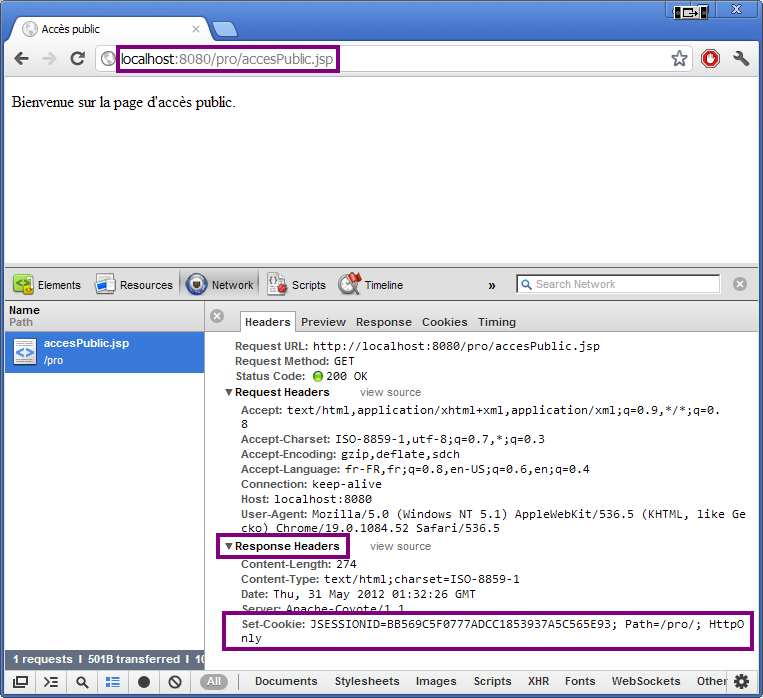 Accès public
localhost:8080/pro/accesPublic.jsp
Bienvenue sur la page d'accès public.
Elements Resources Network Scripts Timeline » Search Network
Name
Path
Headers Preview Response Cookies Timing
accesPublic.jsp
/pro
Request URL: http://localhost:8080/pro/accesPublic.jsp
Request Method: GET
Status Code: 200 OK
▼Request Headers view source
Accept: text/html,application/xhtml+xml,application/xml;q=0.9,*/*;q=0.
8
Accept-Charset: ISO-8859-1,utf-8;q=0.7,*;q=0.3
Accept-Encoding: gzip,deflate,sdch
Accept-Language: fr-FR,fr;q=0.8,en-US;q=0.6,en;q=0.4
Connection: keep-alive
Host: localhost:8080
User-Agent: Mozilla/5.0 (Windows NT 5.1) AppleWebKit/536.5 (KHTML, like Ge
cko) Chrome/19.0.1084.52 Safari/536.5
▼Response Headers view source
Content-Length: 274
Content-Type: text/html;charset=ISO-8859-1
Date: Thu, 31 May 2012 01:32:26 GMT
Server: Apache-Coyote/1.1
Set-Cookie: JSESSIONID=BB569C5F0777ADCC1853937A5C565E93; Path=/pro/; HttpO
nly
1 requests | 501B transferred | 10
All Documents Stylesheets Images Scripts XHR Fonts WebSockets Other